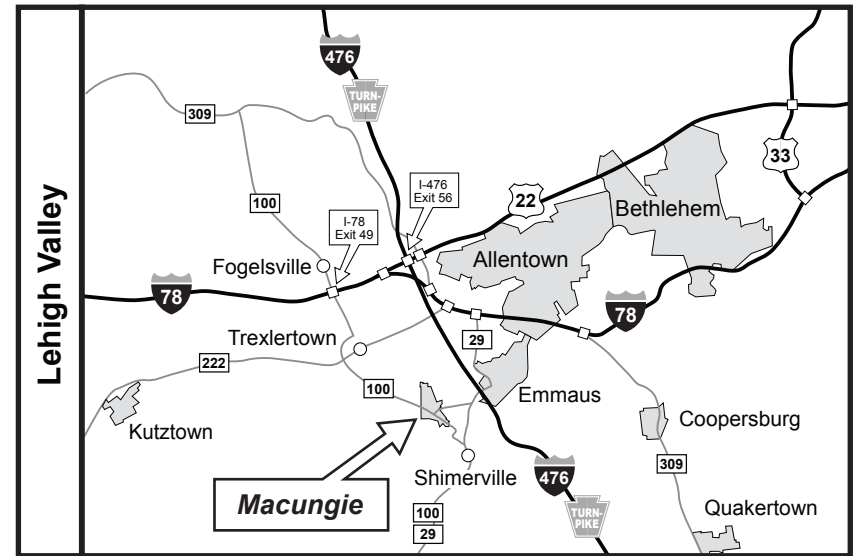 Lehigh Valley
476
TURN-
PIKE
309
33
100
I-476
Exit 56
22
I-78
Exit 49
Bethlehem
Fogelsville
Allentown
78
78
Trexlertown
29
222
100
Emmaus
Kutztown
Coopersburg
Shimerville
309
476
Macungie
100
29
TURN-
PIKE
Quakertown